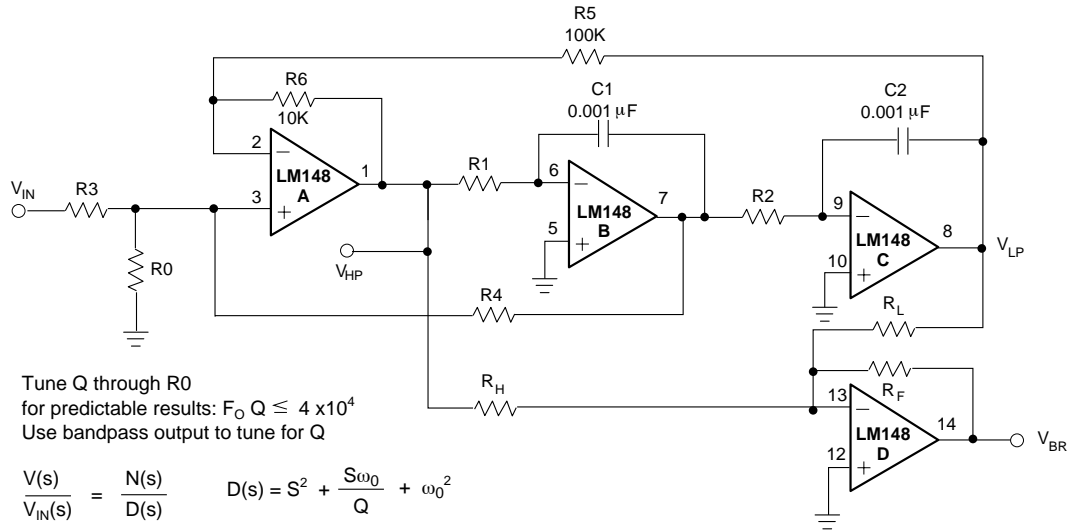 R5
100K
R6
10K
C1
0.001 μF
C2
0.001 μF
2
−
LM148
A
1
3
+
V_IN
R3
R0
V_HP
R1
6
−
LM148
B
7
5
+
R2
9
−
LM148
C
8
10
+
V_LP
R4
R_L
R_H
R_F
13
−
LM148
D
14
12
+
V_BR
Tune Q through R0
for predictable results: F_O Q ≤ 4 x10^4
Use bandpass output to tune for Q
V(s)/V_IN(s) = N(s)/D(s) D(s) = S^2 + Sω_0/Q + ω_0^2